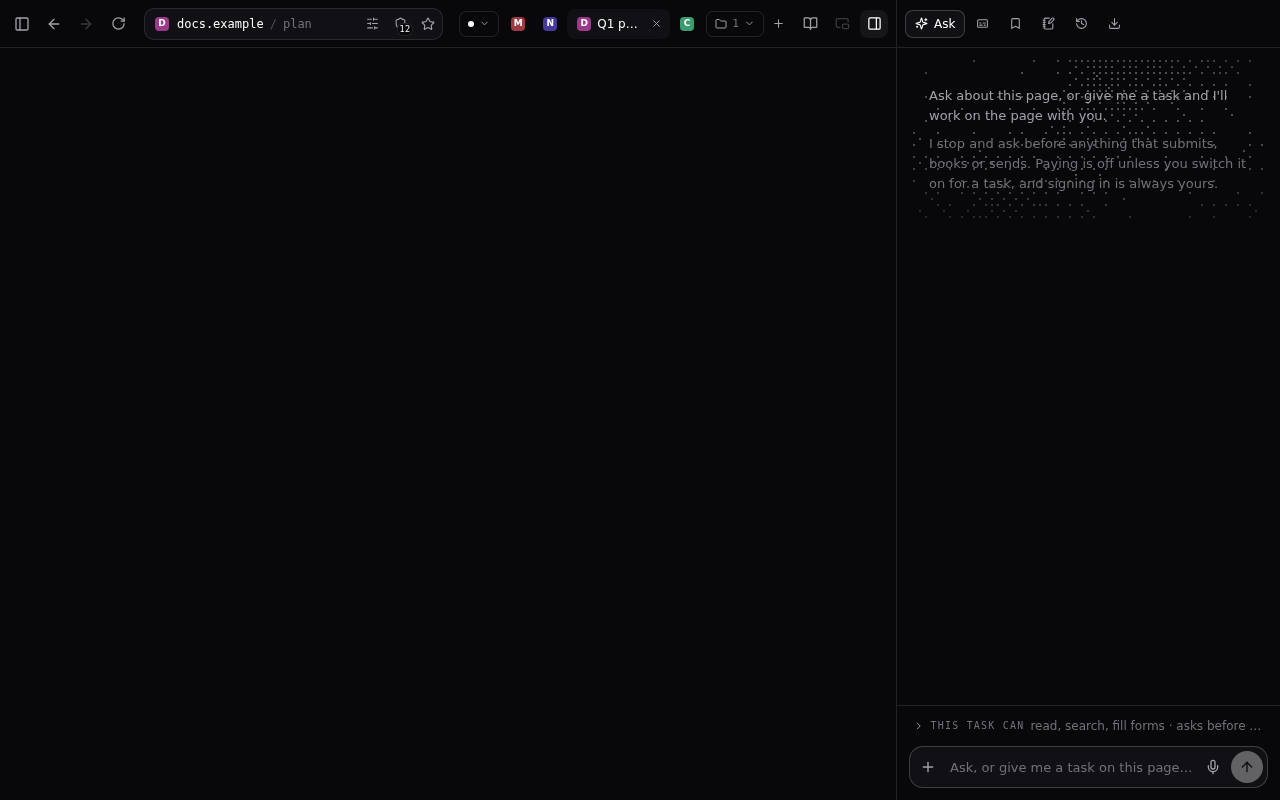 D docs.example / plan 12 M N D Q1 p... C 1 Ask
Ask about this page, or give me a task and I'll
work on the page with you.
I stop and ask before anything that submits,
books or sends. Paying is off unless you switch it
on for a task, and signing in is always yours.
THIS TASK CAN read, search, fill forms · asks before ...
Ask, or give me a task on this page...